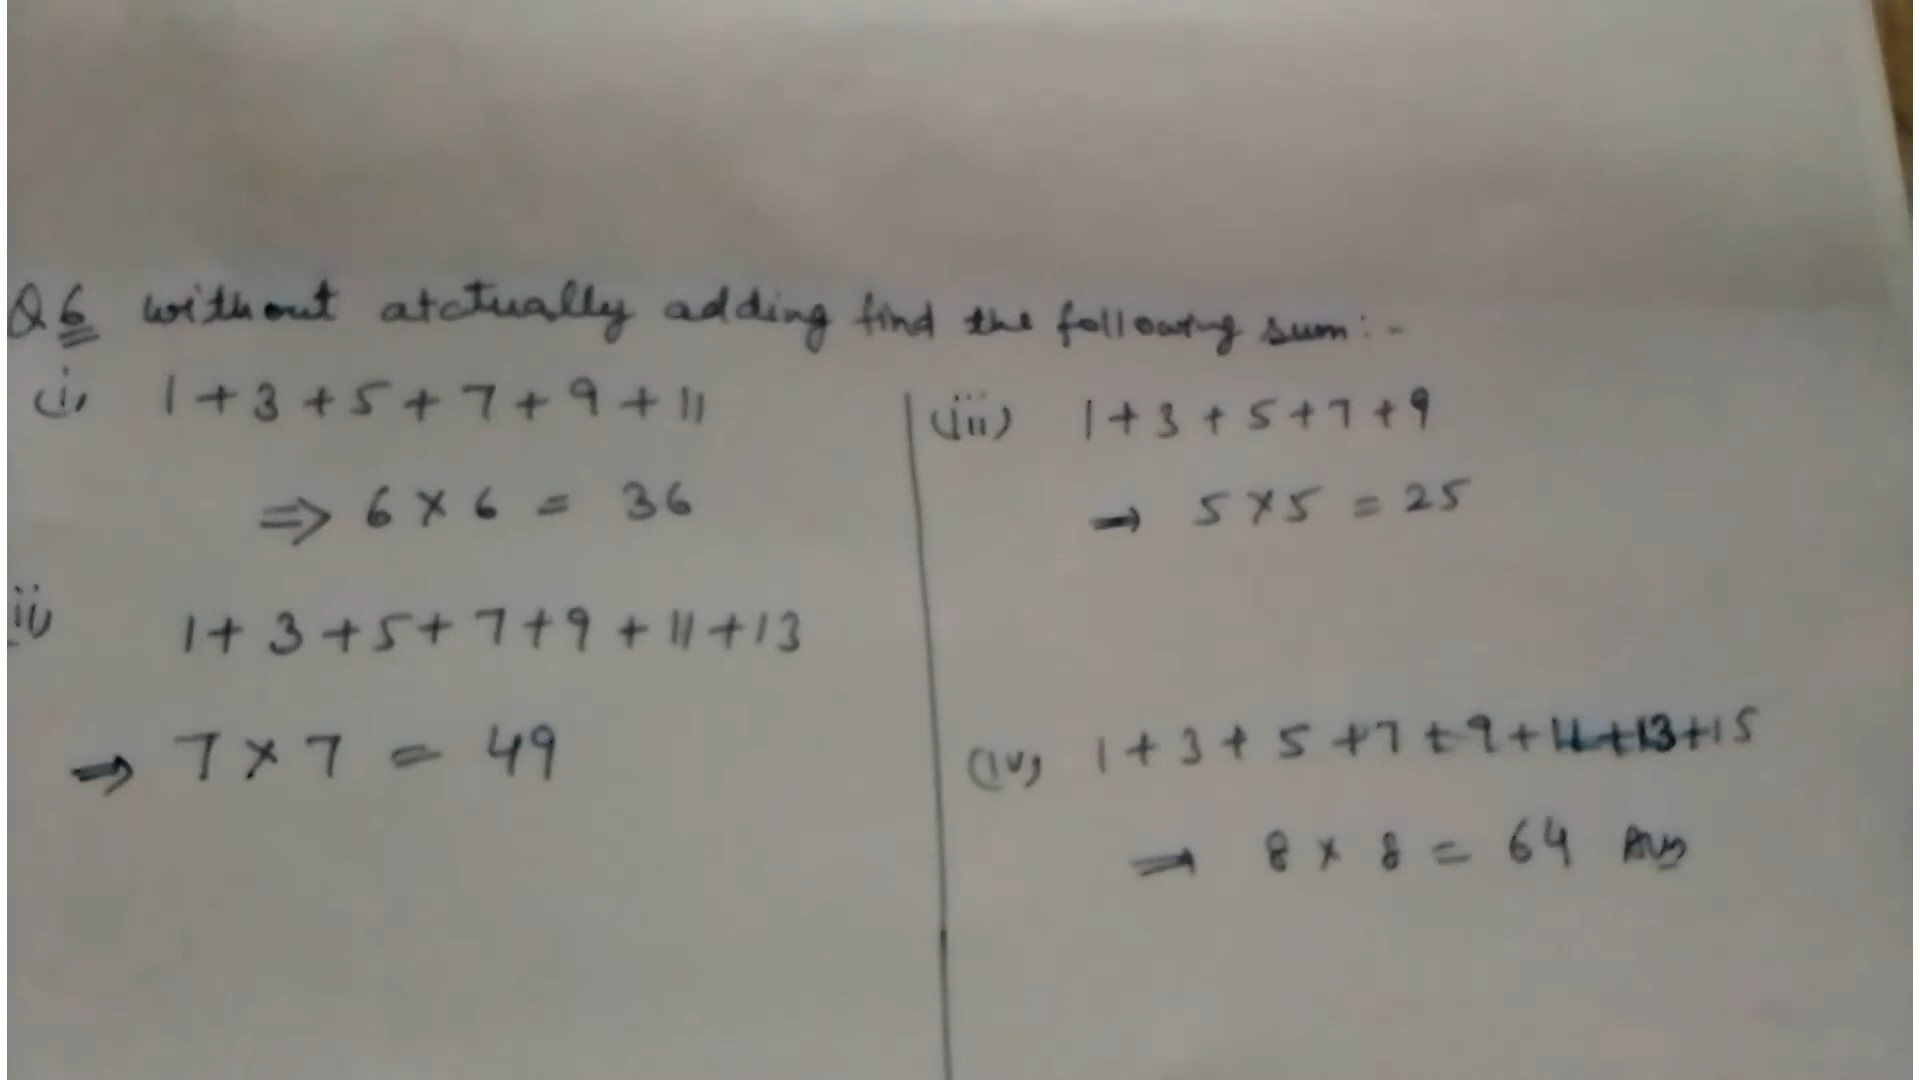 Q6 without atctually adding find the following sum:-
(i) 1+3+5+7+9+11
⇒ 6×6 = 36
ii) 1+3+5+7+9+11+13
⇒ 7×7 = 49
(iii) 1+3+5+7+9
→ 5×5 = 25
(iv) 1+3+5+7+9+11+13+15
⇒ 8×8 = 64 Ans